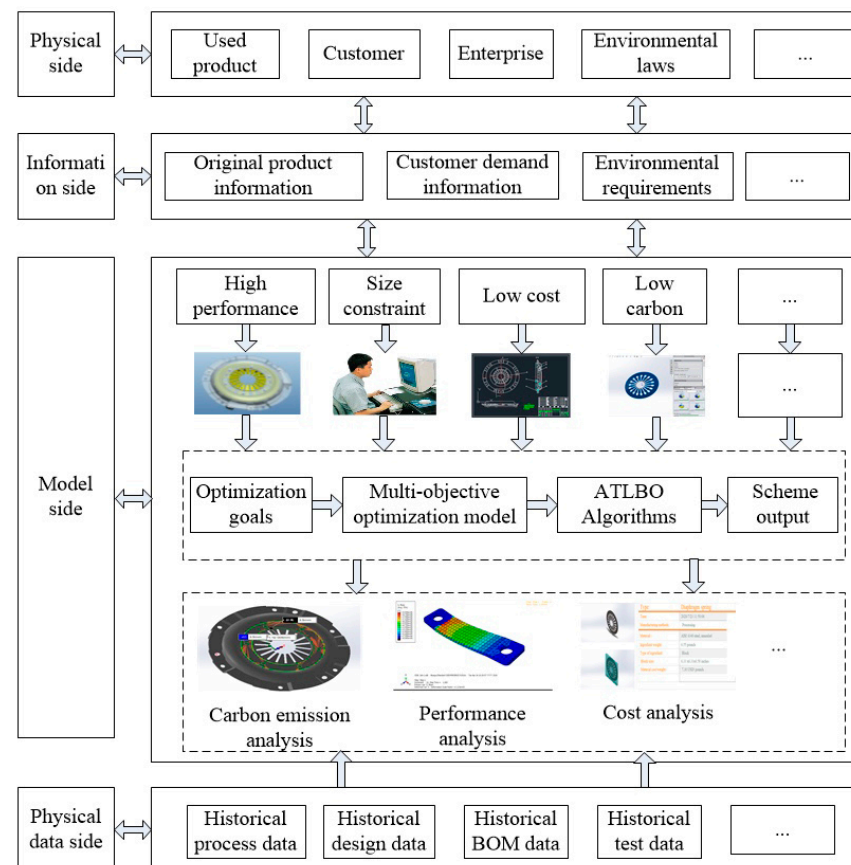 Physical
side
Used
product
Customer
Enterprise
Environmental
laws
...
Informati
on side
Original product
information
Customer demand
information
Environmental
requirements
...
Model
side
High
performance
Size
constraint
Low cost
Low
carbon
...
...
Optimization
goals
Multi-objective
optimization model
ATLBO
Algorithms
Scheme
output
Carbon emission
analysis
Performance
analysis
Cost analysis
...
Physical
data side
Historical
process data
Historical
design data
Historical
BOM data
Historical
test data
...